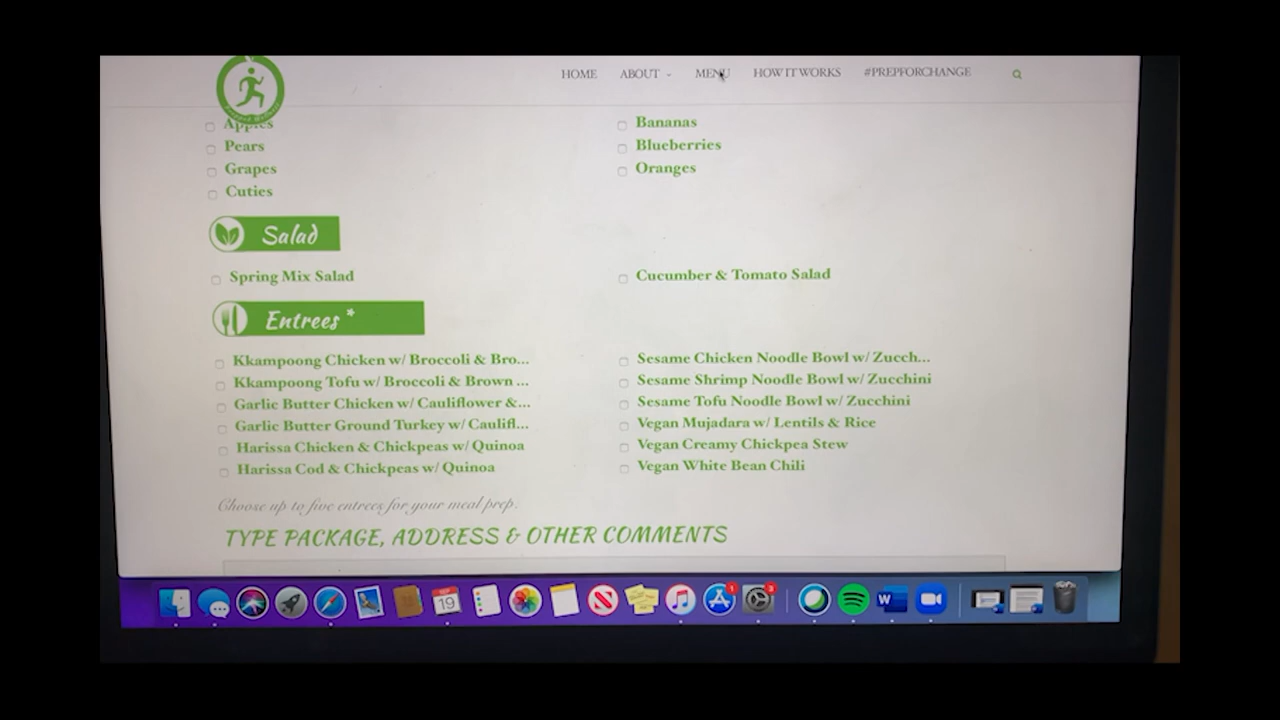 HOME ABOUT MENU HOW IT WORKS #PREPFORCHANGE
Apples
Bananas
Pears
Blueberries
Grapes
Oranges
Cuties
Salad
Spring Mix Salad
Cucumber & Tomato Salad
Entrees *
Kkampoong Chicken w/ Broccoli & Bro...
Sesame Chicken Noodle Bowl w/ Zucch...
Kkampoong Tofu w/ Broccoli & Brown ...
Sesame Shrimp Noodle Bowl w/ Zucchini
Garlic Butter Chicken w/ Cauliflower &...
Sesame Tofu Noodle Bowl w/ Zucchini
Garlic Butter Ground Turkey w/ Caulifl...
Vegan Mujadara w/ Lentils & Rice
Harissa Chicken & Chickpeas w/ Quinoa
Vegan Creamy Chickpea Stew
Harissa Cod & Chickpeas w/ Quinoa
Vegan White Bean Chili
Choose up to five entrees for your meal prep.
TYPE PACKAGE, ADDRESS & OTHER COMMENTS
19
1
3
W